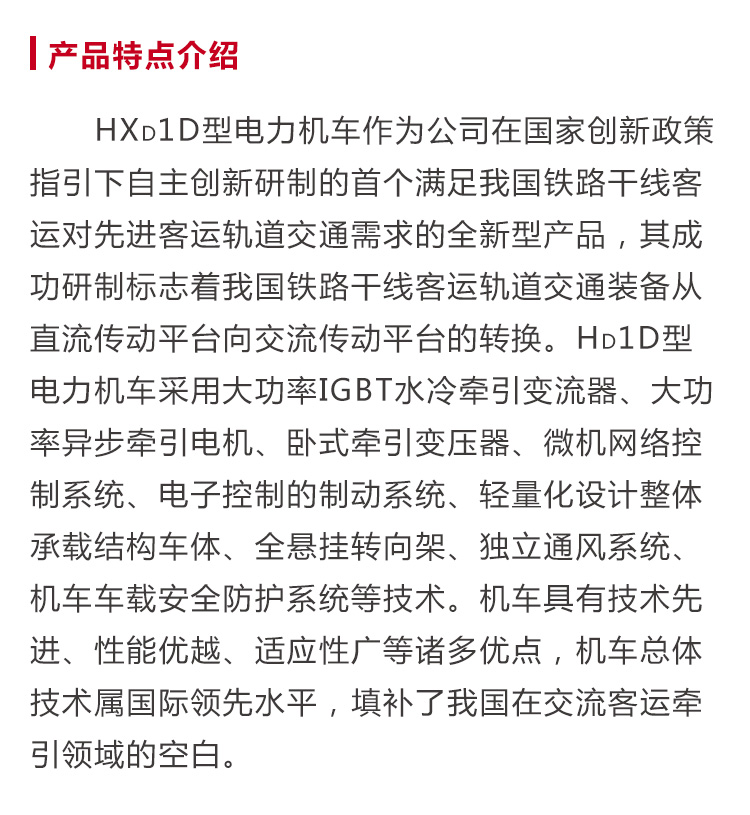 产品特点介绍
HXD1D型电力机车作为公司在国家创新政策
指引下自主创新研制的首个满足我国铁路干线客
运对先进客运轨道交通需求的全新型产品，其成
功研制标志着我国铁路干线客运轨道交通装备从
直流传动平台向交流传动平台的转换。HD1D型
电力机车采用大功率IGBT水冷牵引变流器、大功
率异步牵引电机、卧式牵引变压器、微机网络控
制系统、电子控制的制动系统、轻量化设计整体
承载结构车体、全悬挂转向架、独立通风系统、
机车车载安全防护系统等技术。机车具有技术先
进、性能优越、适应性广等诸多优点，机车总体
技术属国际领先水平，填补了我国在交流客运牵
引领域的空白。